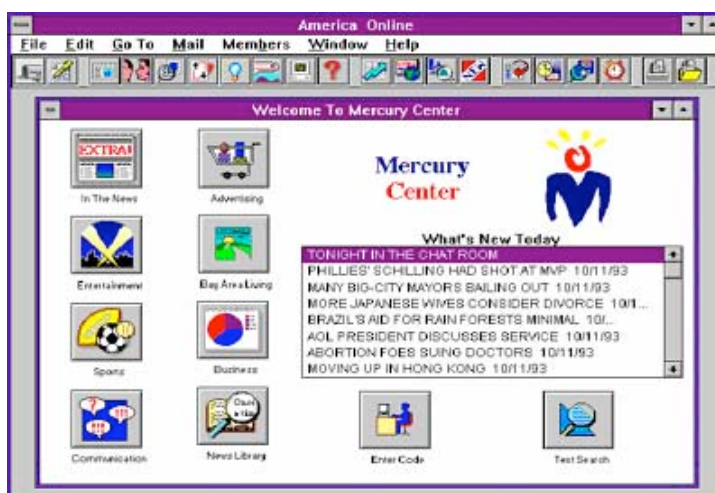 America Online
File Edit Go To Mail Members Window Help
Welcome To Mercury Center
EXTRA!
In The News
Advertising
Mercury
Center
What's New Today
Entertainment
Bay Area Living
TONIGHT IN THE CHAT ROOM
PHILLIES' SCHILLING HAD SHOT AT MVP 10/11/93
MANY BIG-CITY MAYORS BAILING OUT 10/11/93
MORE JAPANESE WIVES CONSIDER DIVORCE 10/1...
BRAZIL'S AID FOR RAIN FORESTS MINIMAL 10/...
AOL PRESIDENT DISCUSSES SERVICE 10/11/93
ABORTION FOES SUING DOCTORS 10/11/93
MOVING UP IN HONG KONG 10/11/93
Sports
Business
Communication
News Library
Enter Code
Text Search